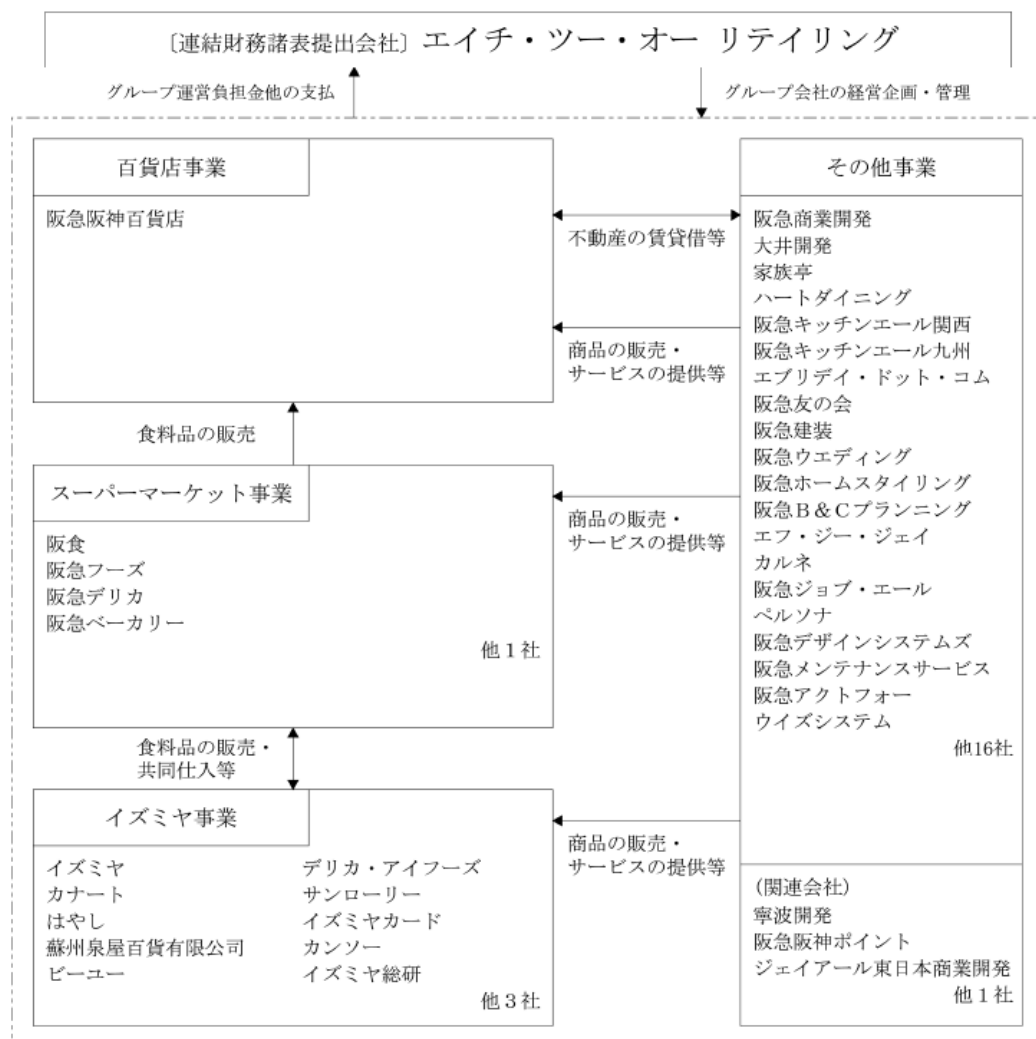 〔連結財務諸表提出会社〕エイチ・ツー・オー リテイリング
グループ運営負担金他の支払
グループ会社の経営企画・管理
百貨店事業
阪急阪神百貨店
食料品の販売
スーパーマーケット事業
阪食
阪急フーズ
阪急デリカ
阪急ベーカリー
他１社
食料品の販売・
共同仕入等
イズミヤ事業
イズミヤ
カナート
はやし
蘇州泉屋百貨有限公司
ビーユー
デリカ・アイフーズ
サンローリー
イズミヤカード
カンソー
イズミヤ総研
他３社
不動産の賃貸借等
商品の販売・
サービスの提供等
商品の販売・
サービスの提供等
商品の販売・
サービスの提供等
その他事業
阪急商業開発
大井開発
家族亭
ハートダイニング
阪急キッチンエール関西
阪急キッチンエール九州
エブリデイ・ドット・コム
阪急友の会
阪急建装
阪急ウエディング
阪急ホームスタイリング
阪急Ｂ＆Ｃプランニング
エフ・ジー・ジェイ
カルネ
阪急ジョブ・エール
ペルソナ
阪急デザインシステムズ
阪急メンテナンスサービス
阪急アクトフォー
ウイズシステム
他16社
(関連会社)
寧波開発
阪急阪神ポイント
ジェイアール東日本商業開発
他１社